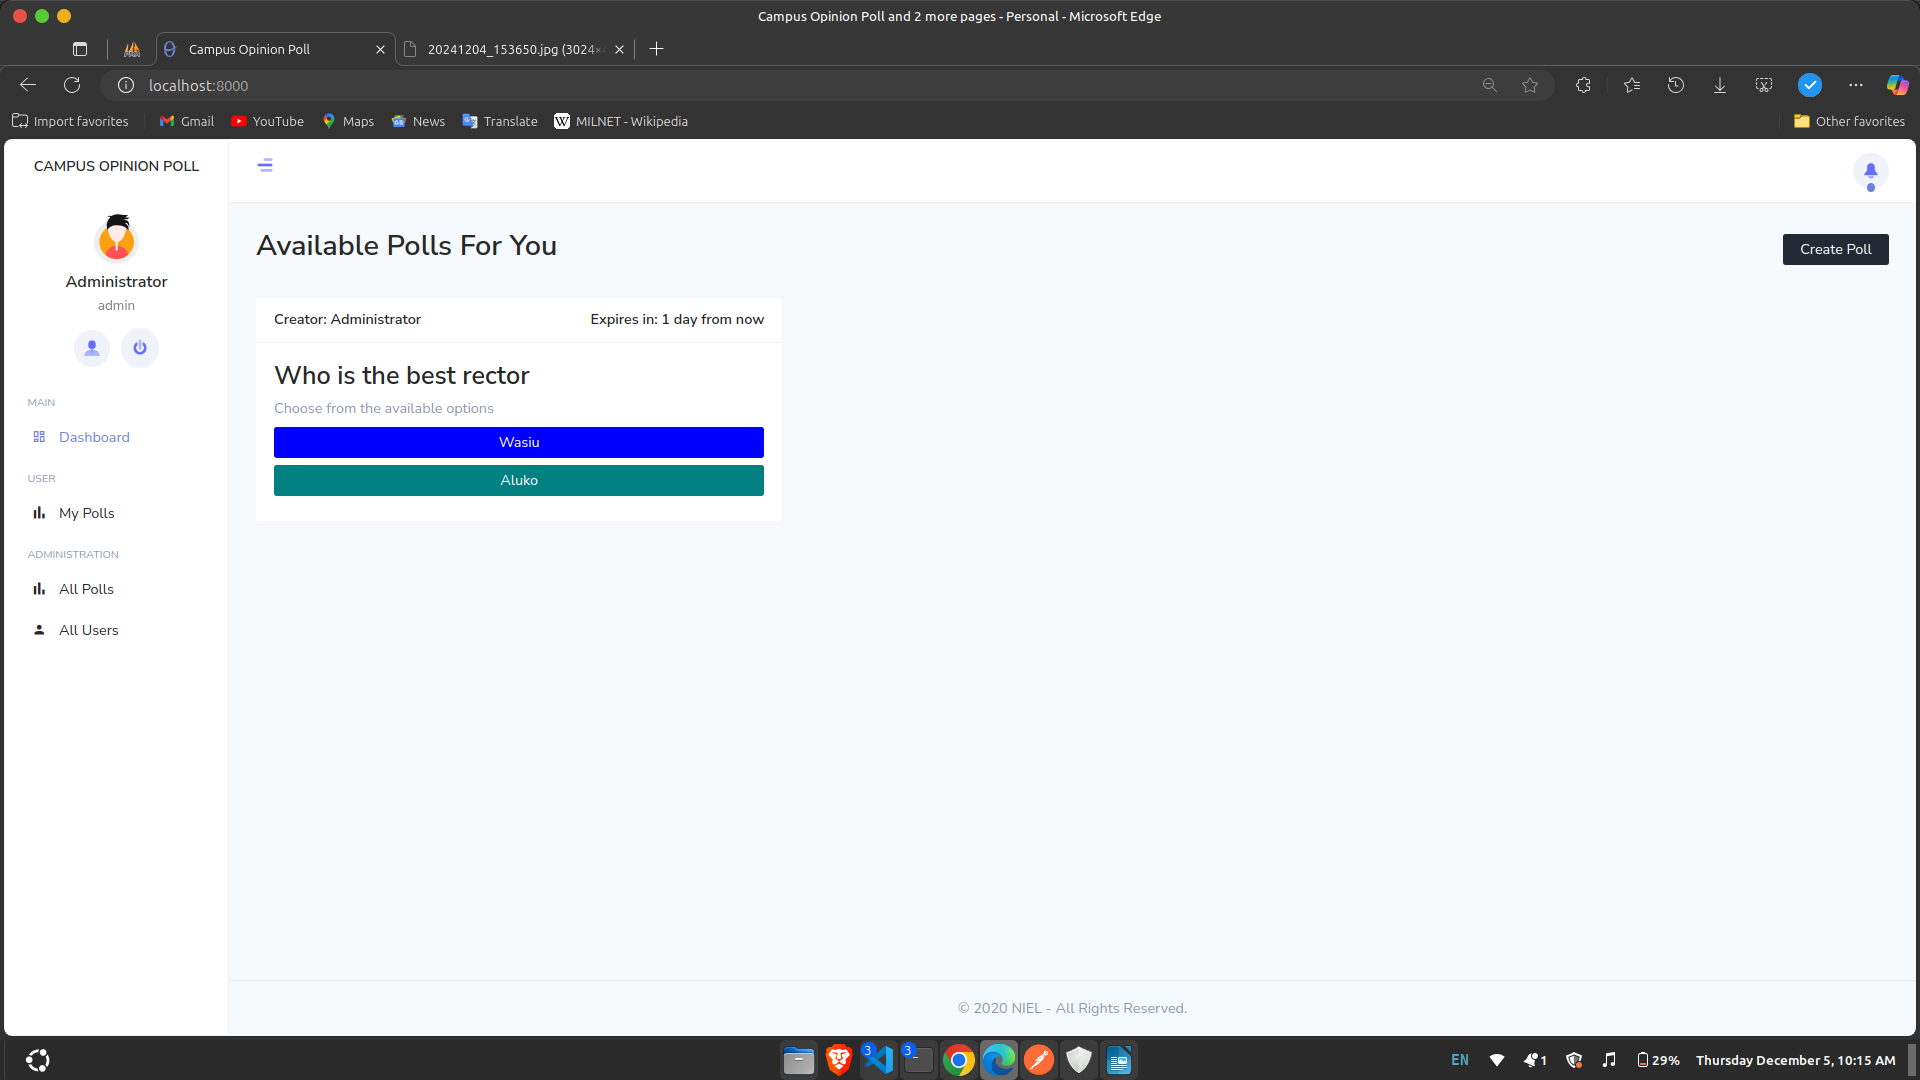 Campus Opinion Poll and 2 more pages - Personal - Microsoft Edge
Campus Opinion Poll
20241204_153650.jpg (3024×
localhost:8000
Import favorites
Gmail
YouTube
Maps
News
Translate
MILNET - Wikipedia
Other favorites
CAMPUS OPINION POLL
Administrator
admin
MAIN
Dashboard
USER
My Polls
ADMINISTRATION
All Polls
All Users
Available Polls For You
Create Poll
Creator: Administrator
Expires in: 1 day from now
Who is the best rector
Choose from the available options
Wasiu
Aluko
© 2020 NIEL - All Rights Reserved.
3
3
EN
1
29%
Thursday December 5, 10:15 AM